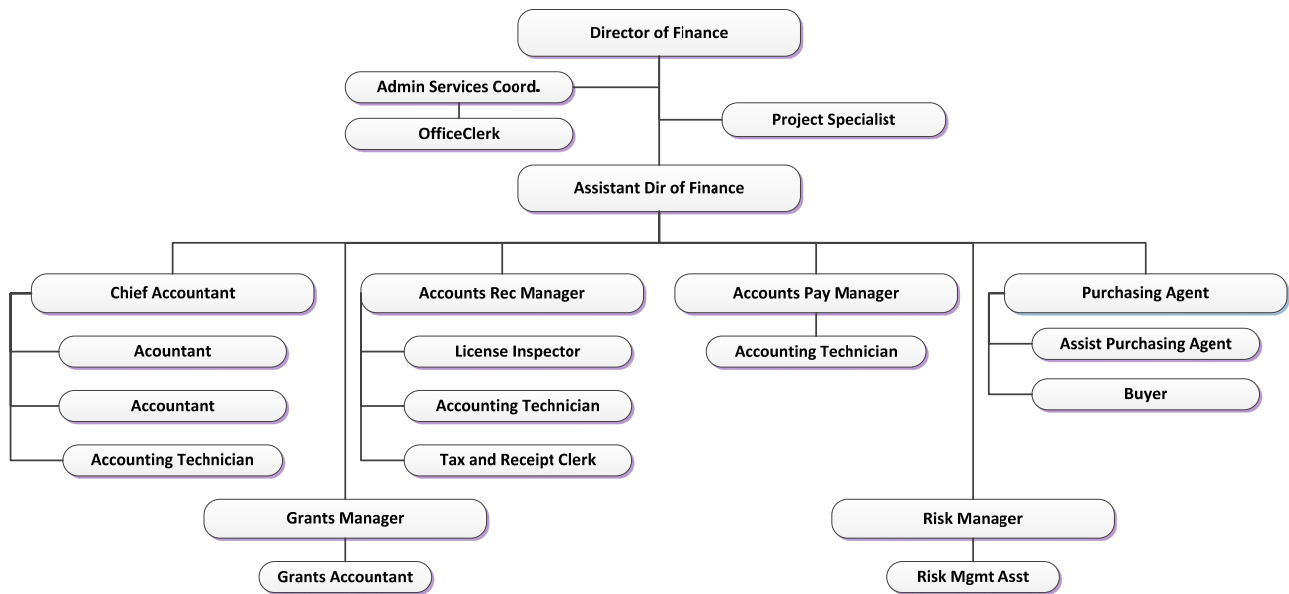 Director of Finance
Admin Services Coord.
Project Specialist
OfficeClerk
Assistant Dir of Finance
Chief Accountant
Accounts Rec Manager
Accounts Pay Manager
Purchasing Agent
Acountant
License Inspector
Accounting Technician
Assist Purchasing Agent
Accountant
Accounting Technician
Buyer
Accounting Technician
Tax and Receipt Clerk
Grants Manager
Risk Manager
Grants Accountant
Risk Mgmt Asst